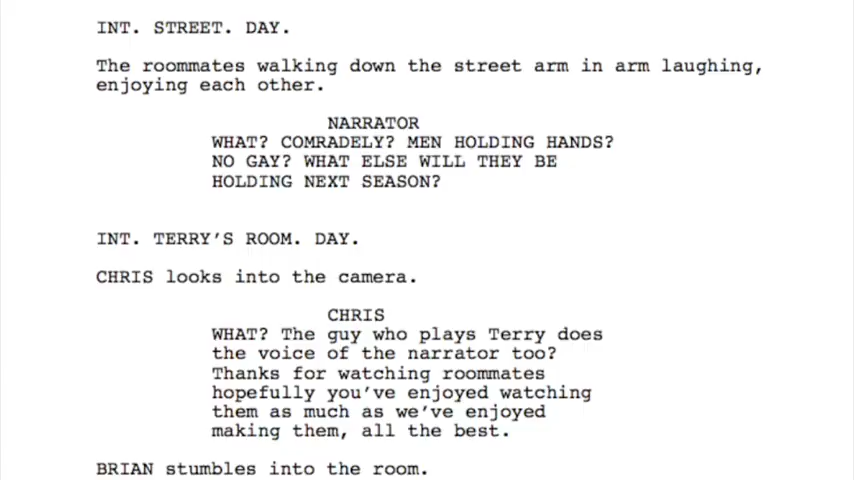 INT. STREET. DAY.
The roommates walking down the street arm in arm laughing,
enjoying each other.
NARRATOR
WHAT? COMRADELY? MEN HOLDING HANDS?
NO GAY? WHAT ELSE WILL THEY BE
HOLDING NEXT SEASON?
INT. TERRY'S ROOM. DAY.
CHRIS looks into the camera.
CHRIS
WHAT? The guy who plays Terry does
the voice of the narrator too?
Thanks for watching roommates
hopefully you've enjoyed watching
them as much as we've enjoyed
making them, all the best.
BRIAN stumbles into the room.